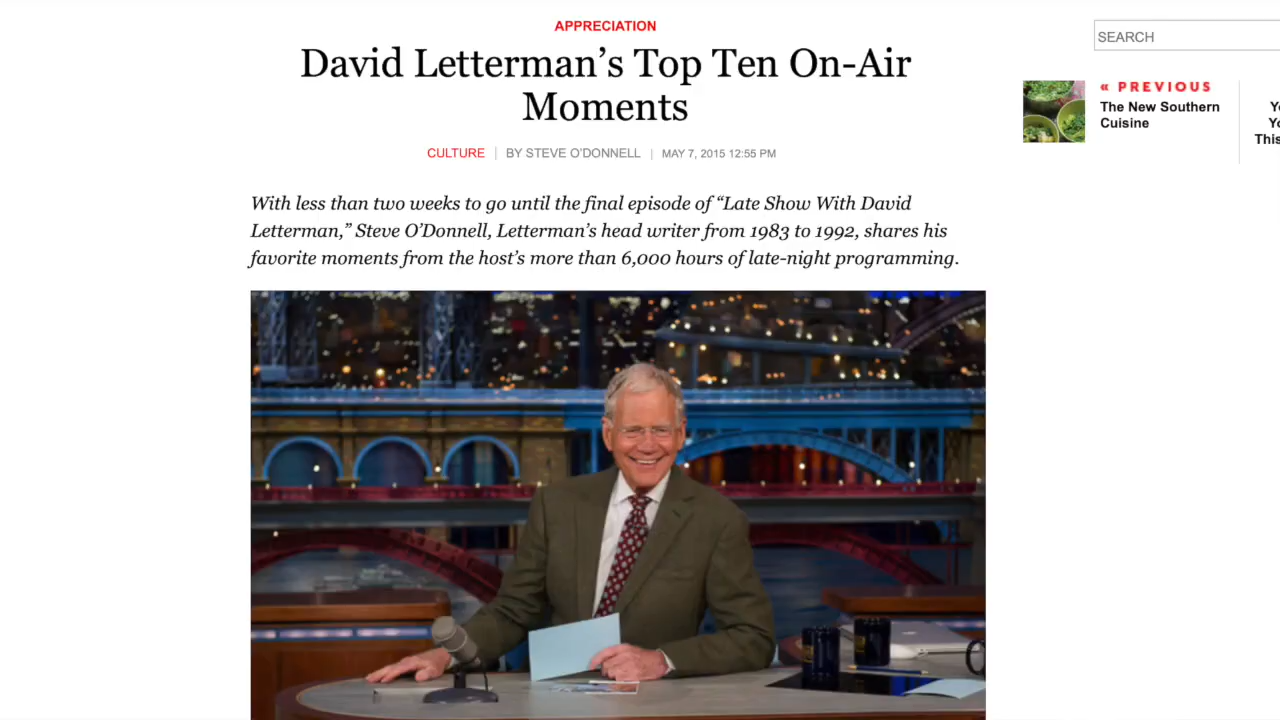 APPRECIATION
David Letterman’s Top Ten On-Air
Moments
CULTURE | BY STEVE O’DONNELL | MAY 7, 2015 12:55 PM
With less than two weeks to go until the final episode of “Late Show With David
Letterman,” Steve O’Donnell, Letterman’s head writer from 1983 to 1992, shares his
favorite moments from the host’s more than 6,000 hours of late-night programming.
SEARCH
« PREVIOUS
The New Southern
Cuisine
This